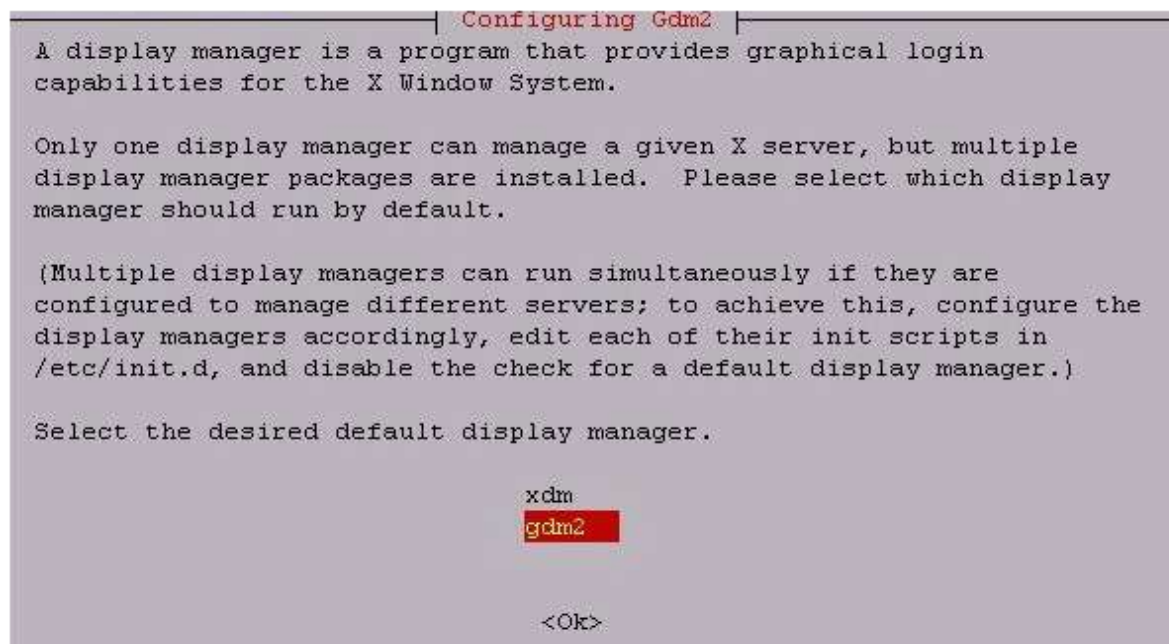 Configuring Gdm2
A display manager is a program that provides graphical login
capabilities for the X Window System.
Only one display manager can manage a given X server, but multiple
display manager packages are installed.  Please select which display
manager should run by default.
(Multiple display managers can run simultaneously if they are
configured to manage different servers; to achieve this, configure the
display managers accordingly, edit each of their init scripts in
/etc/init.d, and disable the check for a default display manager.)
Select the desired default display manager.
xdm
gdm2
<Ok>